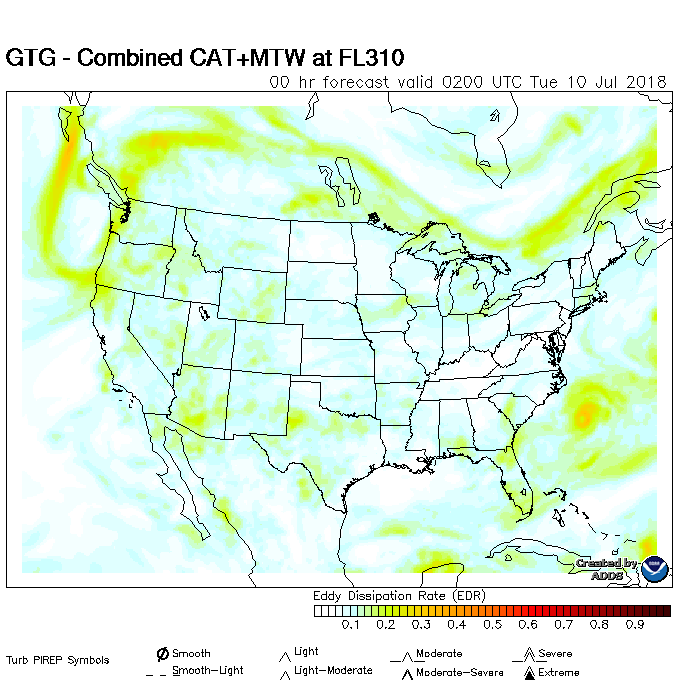 GTG - Combined CAT+MTW at FL310
00 hr forecast valid 0200 UTC Tue 10 Jul 2018
Created by
ADDS
Eddy Dissipation Rate (EDR)
0.1 0.2 0.3 0.4 0.5 0.6 0.7 0.8 0.9
Turb PIREP Symbols
Smooth Light Moderate Severe
Smooth-Light Light-Moderate Moderate-Severe Extreme